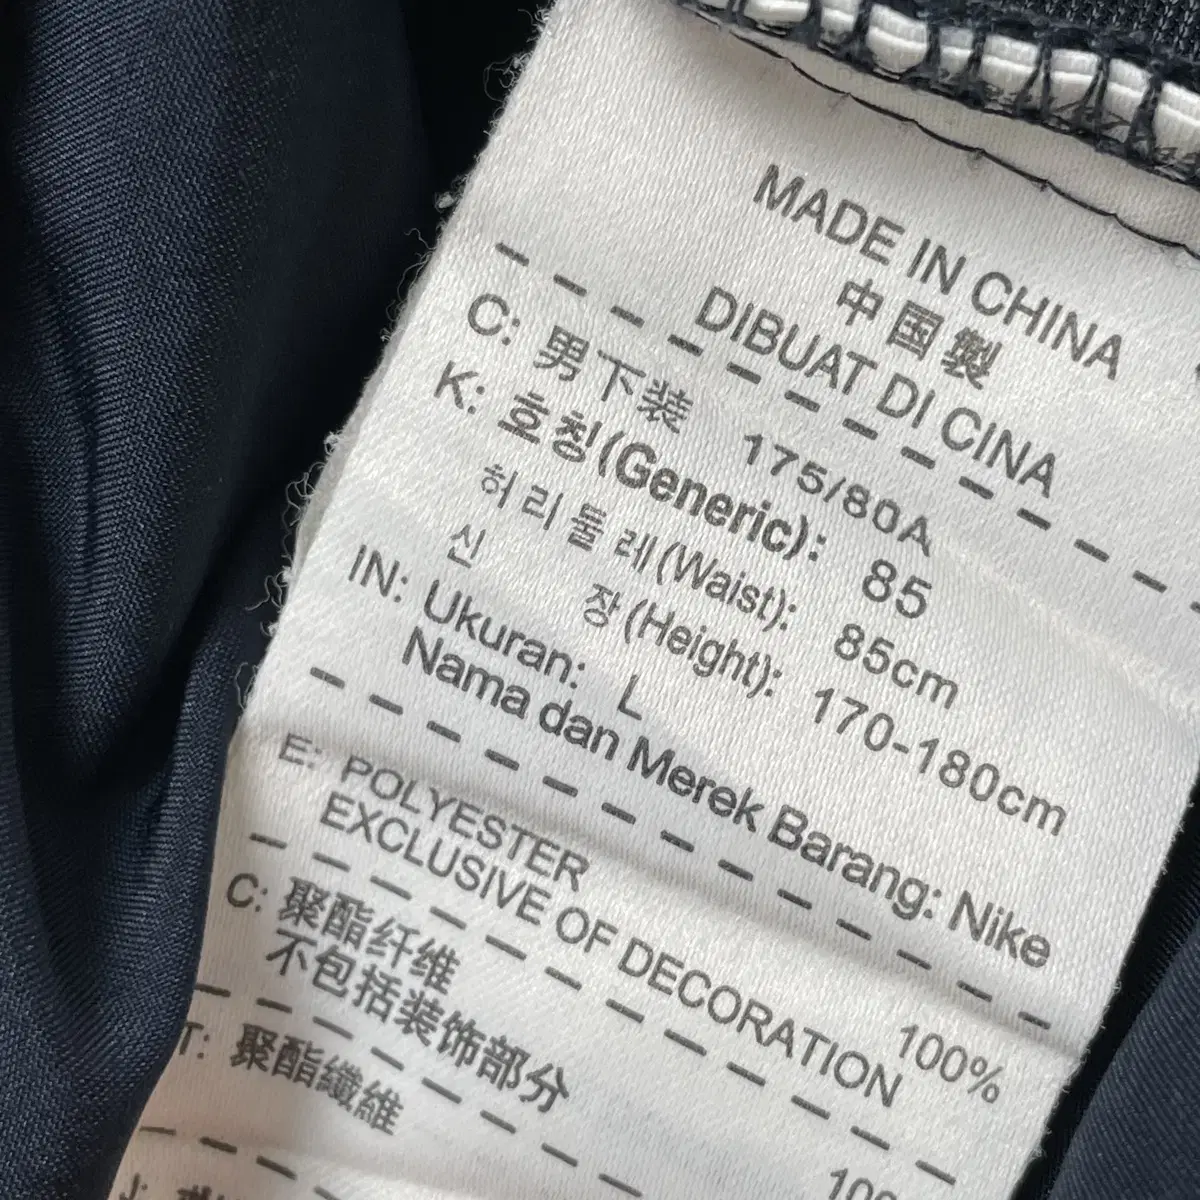 MADE IN CHINA
中国製
DIBUAT DI CINA
C: 男下装 175/80A
K: 호칭(Generic): 85
허리둘레(Waist): 85cm
신 장(Height): 170-180cm
IN: Ukuran: L
Nama dan Merek Barang: Nike
E: POLYESTER 100%
EXCLUSIVE OF DECORATION
C: 聚酯纤维 100
不包括装饰部分
T: 聚酯纖維
J: